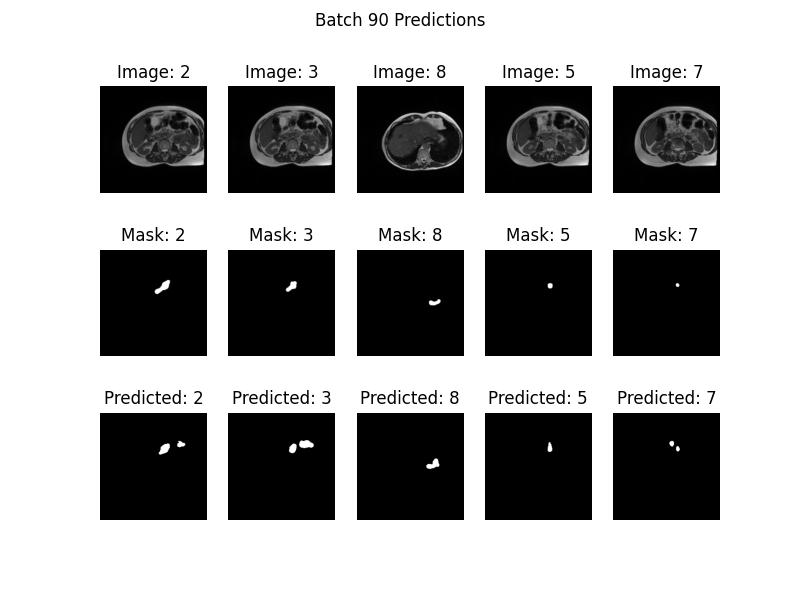 Batch 90 Predictions
Image: 2
Image: 3
Image: 8
Image: 5
Image: 7
Mask: 2
Mask: 3
Mask: 8
Mask: 5
Mask: 7
Predicted: 2
Predicted: 3
Predicted: 8
Predicted: 5
Predicted: 7